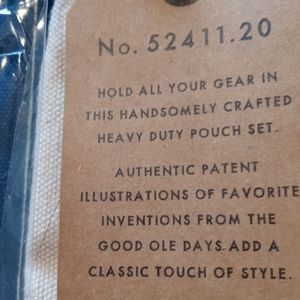 No. 52411.20
HOLD ALL YOUR GEAR IN
THIS HANDSOMELY CRAFTED
HEAVY DUTY POUCH SET.
AUTHENTIC PATENT
ILLUSTRATIONS OF FAVORITE
INVENTIONS FROM THE
GOOD OLE DAYS ADD A
CLASSIC TOUCH OF STYLE.